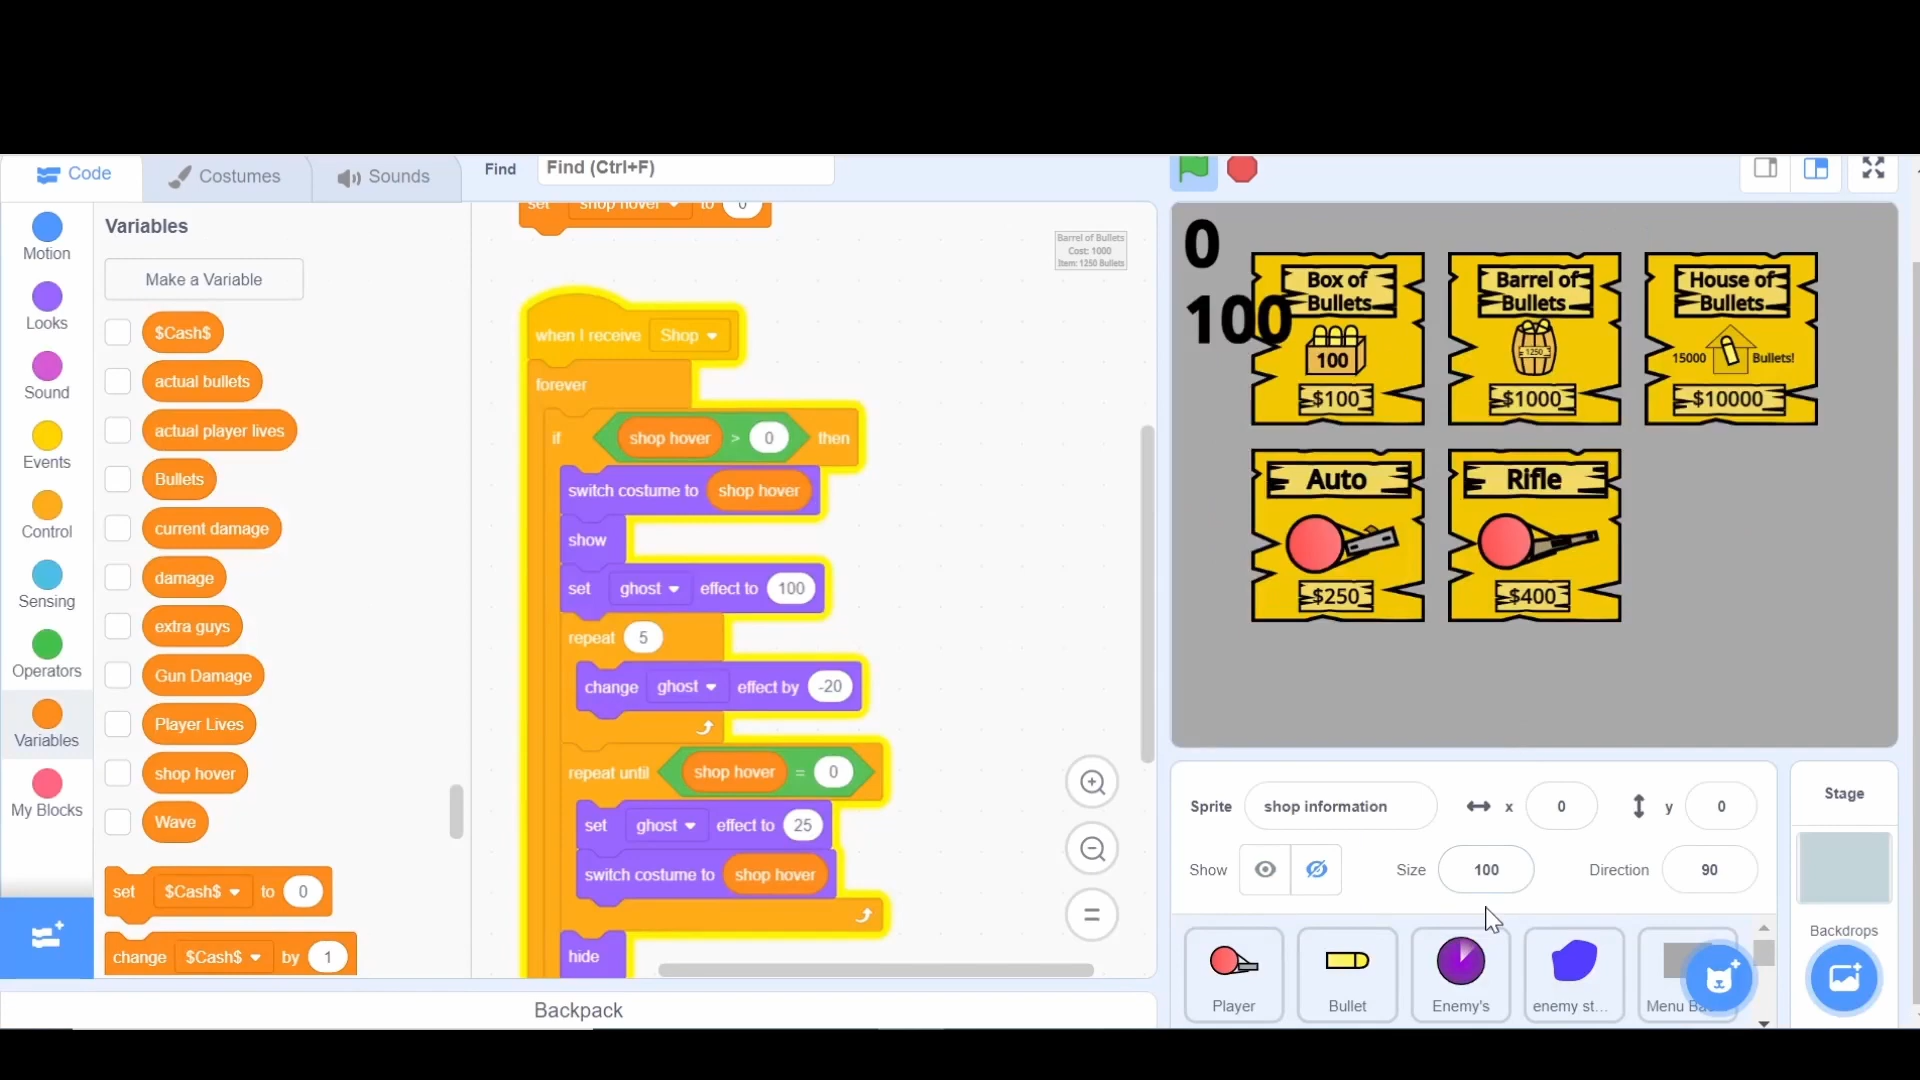 Code
Costumes
Sounds
Find
Find (Ctrl+F)
Motion
Looks
Sound
Events
Control
Sensing
Operators
Variables
My Blocks
Variables
Make a Variable
$Cash$
actual bullets
actual player lives
Bullets
current damage
damage
extra guys
Gun Damage
Player Lives
shop hover
Wave
set $Cash$ to 0
change $Cash$ by 1
set shop hover to 0
Barrel of Bullets
Cost: 1000
Item: 1250 Bullets
when I receive Shop
forever
if shop hover > 0 then
switch costume to shop hover
show
set ghost effect to 100
repeat 5
change ghost effect by -20
repeat until shop hover = 0
set ghost effect to 25
switch costume to shop hover
hide
Backpack
0
100
Box of
Bullets
100
$100
Barrel of
Bullets
1250
$1000
House of
Bullets
15000 Bullets!
$10000
Auto
$250
Rifle
$400
Sprite shop information x 0 y 0
Show Size 100 Direction 90
Player
Bullet
Enemy's
enemy st...
Menu
Stage
Backdrops